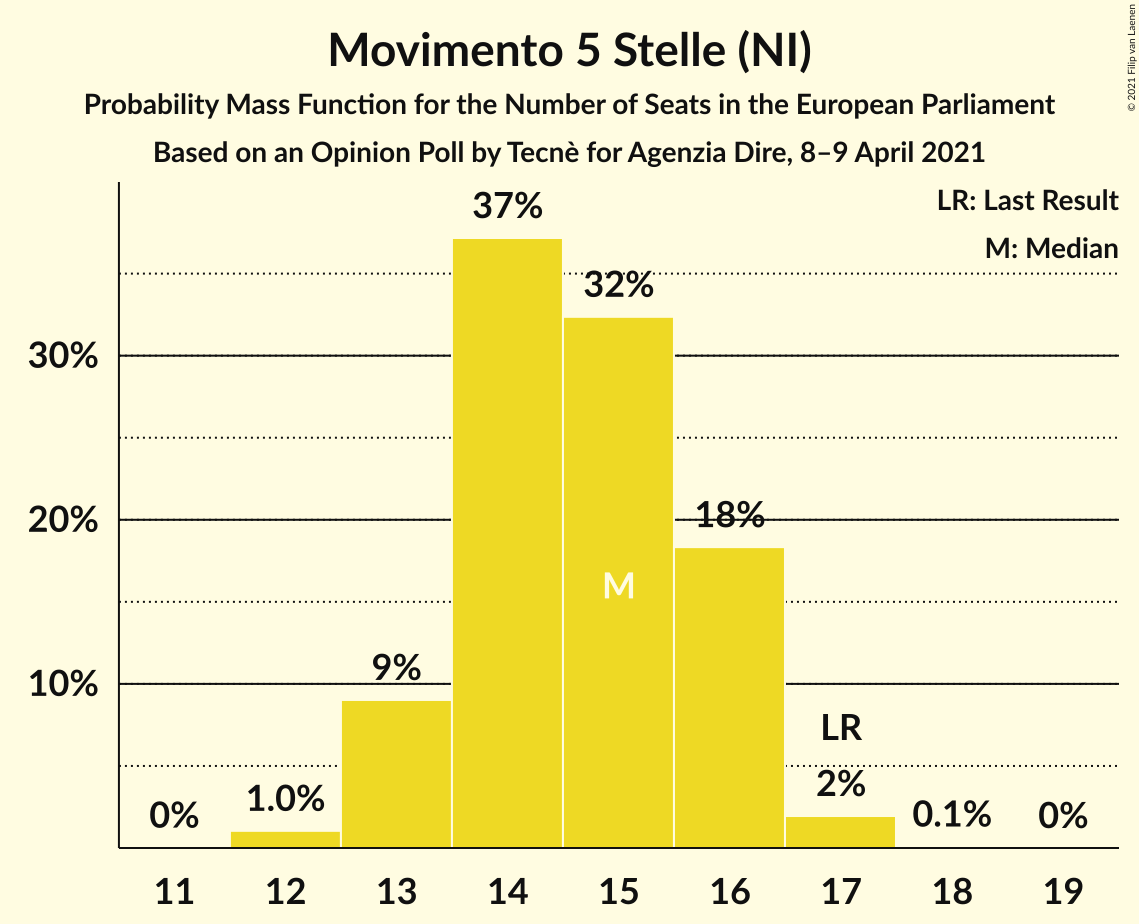 Movimento 5 Stelle (NI)
Probability Mass Function for the Number of Seats in the European Parliament
Based on an Opinion Poll by Tecnè for Agenzia Dire, 8–9 April 2021
© 2021 Filip van Laenen
LR: Last Result
M: Median
37%
32%
30%
18%
20%
M
9%
10%
LR
2%
1.0%
0%
0.1%
0%
11 12 13 14 15 16 17 18 19